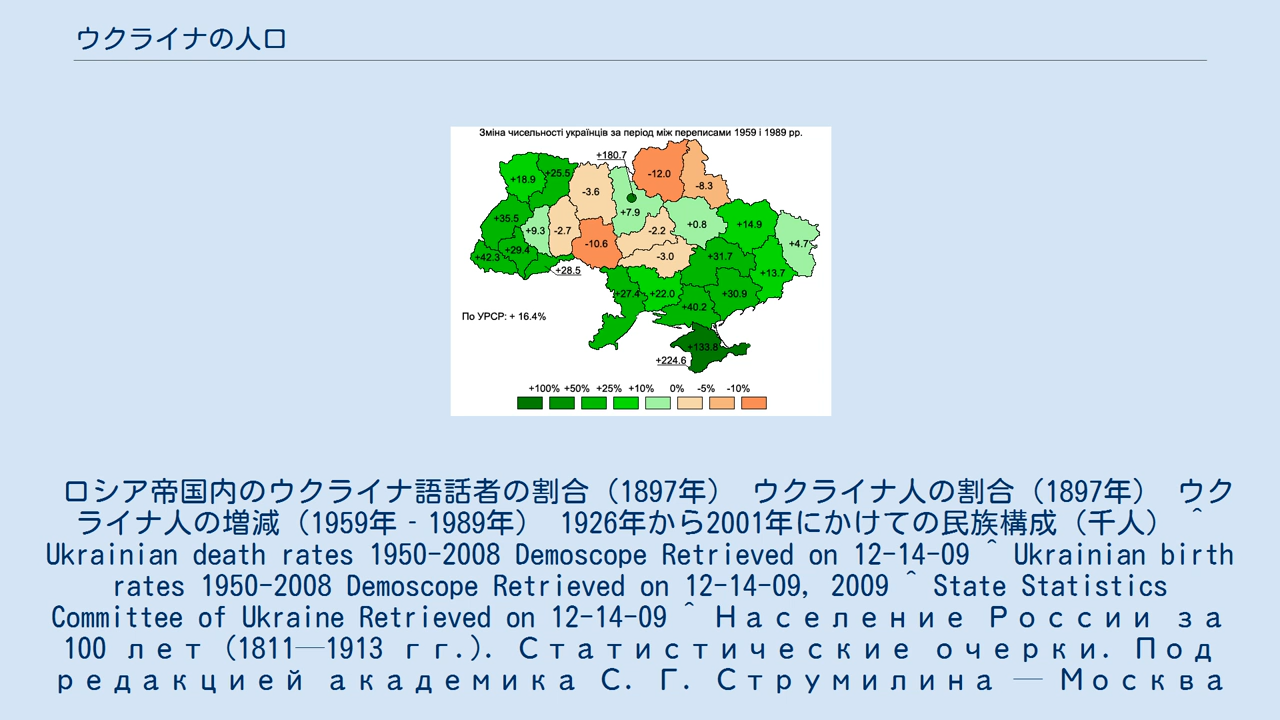 ウクライナの人口
Зміна чисельності українців за період між переписами 1959 і 1989 рр.
+180.7
+18.9
+25.5
-3.6
-12.0
-8.3
+35.5
+9.3
-2.7
+7.9
-2.2
+0.8
+14.9
+4.7
+42.3
+29.4
-10.6
-3.0
+31.7
+13.7
+28.5
+27.4
+22.0
+30.9
+40.2
По УРСР: + 16.4%
+133.8
+224.6
+100% +50% +25% +10% 0% -5% -10%
ロシア帝国内のウクライナ語話者の割合（1897年） ウクライナ人の割合（1897年） ウク
ライナ人の増減（1959年‐1989年） 1926年から2001年にかけての民族構成（千人） ^
Ukrainian death rates 1950-2008 Demoscope Retrieved on 12-14-09 ^ Ukrainian birth
rates 1950-2008 Demoscope Retrieved on 12-14-09, 2009 ^ State Statistics
Committee of Ukraine Retrieved on 12-14-09 ^ Население России за
100 лет (1811—1913 гг.). Статистические очерки. Под
редакцией академика С. Г. Струмилина — Москва